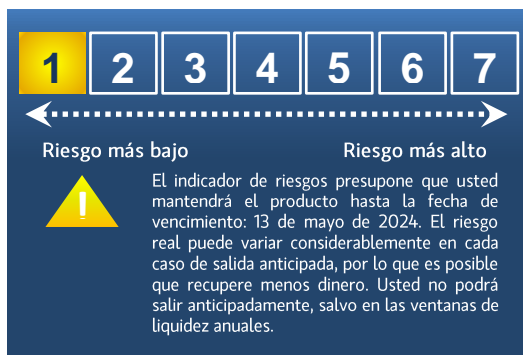 1 2 3 4 5 6 7
Riesgo más bajo Riesgo más alto
!
El indicador de riesgos presupone que usted
mantendrá el producto hasta la fecha de
vencimiento: 13 de mayo de 2024. El riesgo
real puede variar considerablemente en cada
caso de salida anticipada, por lo que es posible
que recupere menos dinero. Usted no podrá
salir anticipadamente, salvo en las ventanas de
liquidez anuales.